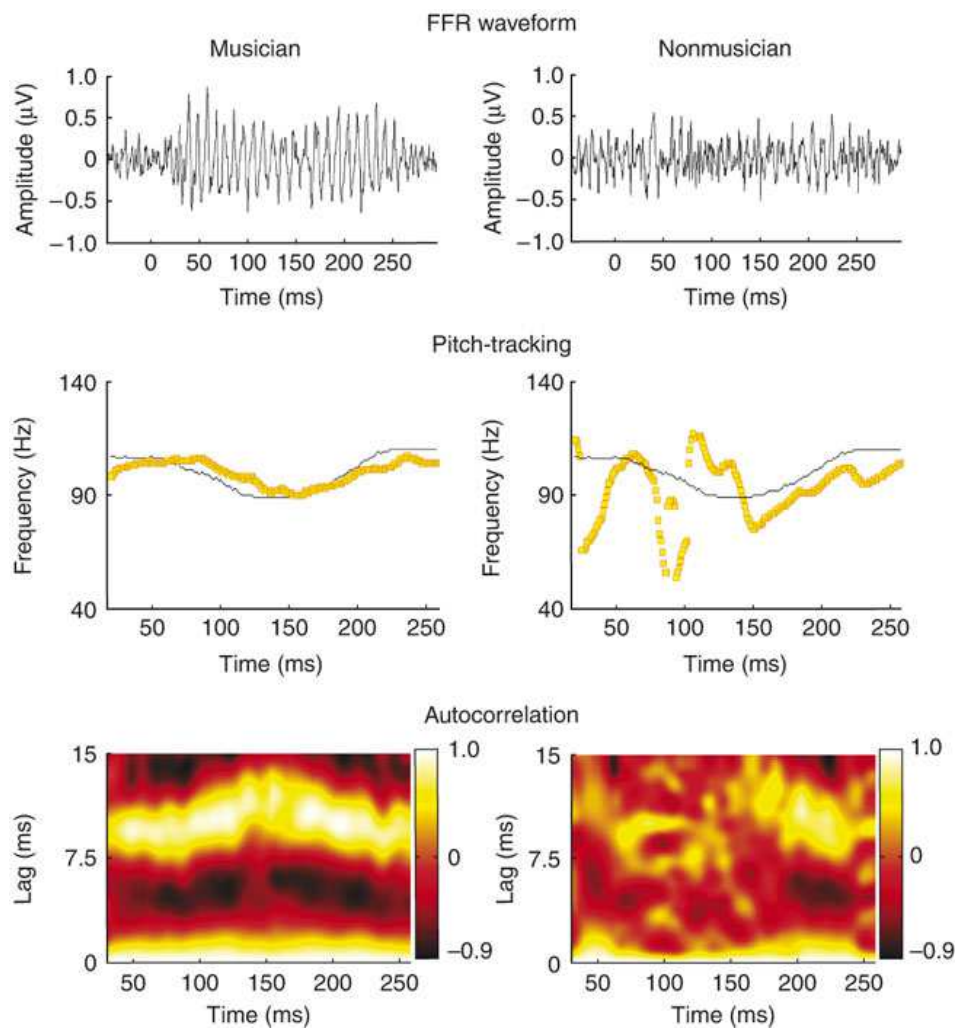 FFR waveform
Musician
Nonmusician
Amplitude (µV)
1.0
0.5
0
−0.5
−1.0
0 50 100 150 200 250
Time (ms)
Amplitude (µV)
1.0
0.5
0
−0.5
−1.0
0 50 100 150 200 250
Time (ms)
Pitch-tracking
Frequency (Hz)
140
90
40
50 100 150 200 250
Time (ms)
Frequency (Hz)
140
90
40
50 100 150 200 250
Time (ms)
Autocorrelation
Lag (ms)
15
7.5
0
50 100 150 200 250
Time (ms)
1.0
0
−0.9
Lag (ms)
15
7.5
0
50 100 150 200 250
Time (ms)
1.0
0
−0.9